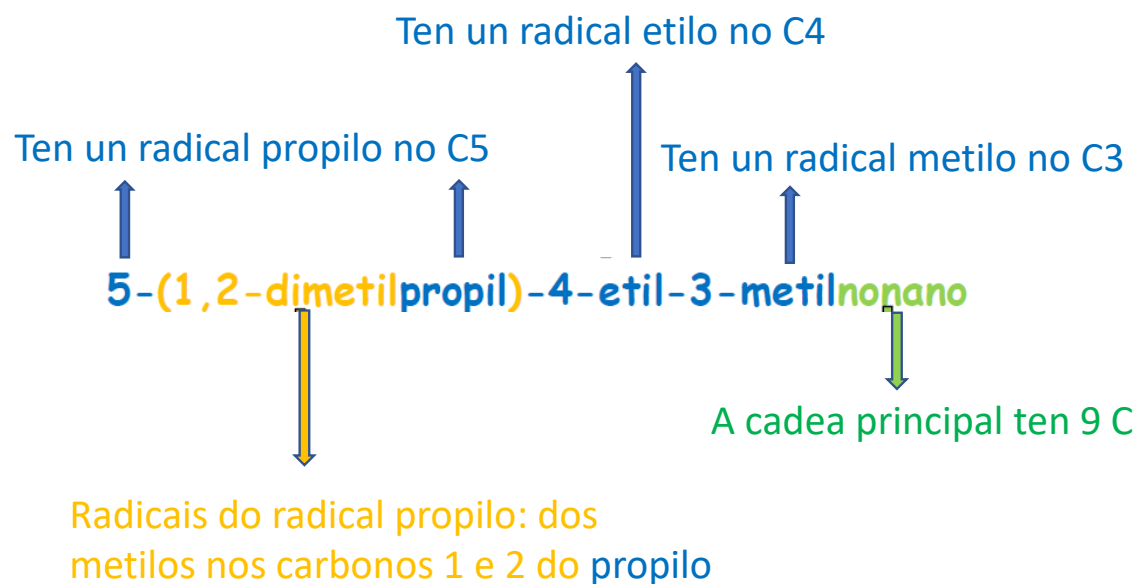 Ten un radical etilo no C4
Ten un radical propilo no C5
Ten un radical metilo no C3
5-(1,2-dimetilpropil)-4-etil-3-metilnonano
A cadea principal ten 9 C
Radicais do radical propilo: dos
metilos nos carbonos 1 e 2 do propilo